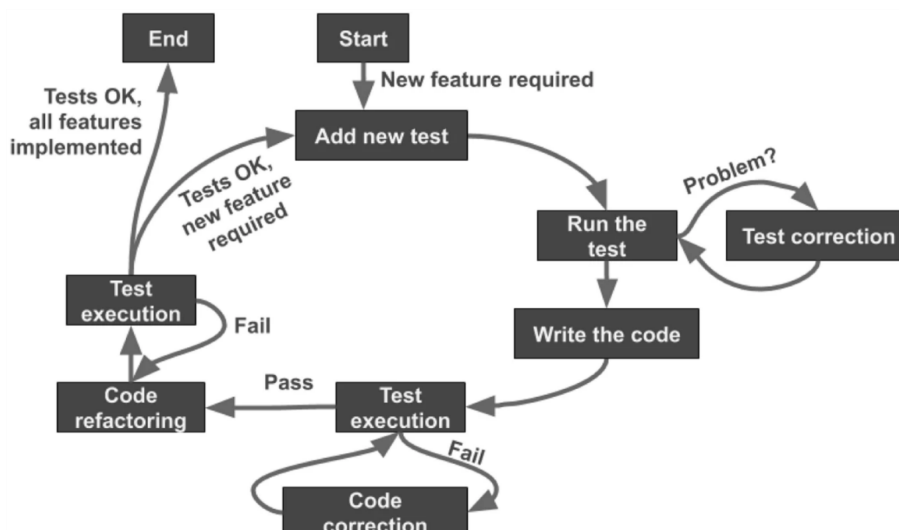 End
Start
Tests OK,
all features
implemented
New feature required
Add new test
Tests OK,
new feature
required
Problem?
Run the
test
Test correction
Test
execution
Fail
Write the code
Pass
Code
refactoring
Test
execution
Fail
Code
correction